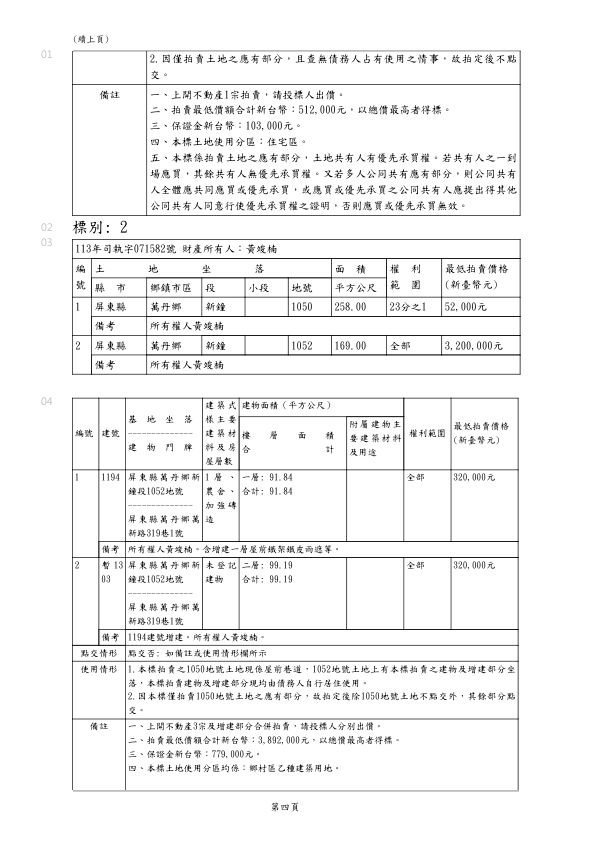 (續上頁)
01
2.因僅拍賣土地之應有部分，且查無債務人占有使用之情事，故拍定後不點
交。
備註
一、上開不動產1宗拍賣，請投標人出價。
二、拍賣最低價額合計新台幣：512,000元，以總價最高者得標。
三、保證金新台幣：103,000元。
四、本標土地使用分區：住宅區。
五、本標係拍賣土地之應有部分，土地共有人有優先承買權。若共有人之一到
場應買，其餘共有人無優先承買權。又若多人公同共有應有部分，則公同共有
人全體應共同應買或優先承買，或應買或優先承買之公同共有人應提出得其他
公同共有人同意行使優先承買權之證明，否則應買或優先承買無效。
02
標別：2
03
113年司執字071582號 財產所有人：黃竣楠
編號 土地坐落 面積 權利範圍 最低拍賣價格
縣市 鄉鎮市區 段 小段 地號 平方公尺 (新臺幣元)
1 屏東縣 萬丹鄉 新鐘 1050 258.00 23分之1 52,000元
備考 所有權人黃竣楠
2 屏東縣 萬丹鄉 新鐘 1052 169.00 全部 3,200,000元
備考 所有權人黃竣楠
04
編號
建號
基地坐落
--------------
建物門牌
建築式
樣主要
建築材
料及房
屋層數
建物面積（平方公尺）
樓層面積
合計
附屬建物主
要建築材料
及用途
權利範圍
最低拍賣價格
(新臺幣元)
1
1194
屏東縣萬丹鄉新
鐘段1052地號
--------------
屏東縣萬丹鄉萬
新路319巷1號
1層、
農舍、
加強磚
造
一層：91.84
合計：91.84
全部
320,000元
備考 所有權人黃竣楠。含增建一層屋前鐵架鐵皮雨遮等。
2
暫13
03
屏東縣萬丹鄉新
鐘段1052地號
--------------
屏東縣萬丹鄉萬
新路319巷1號
未登記
建物
二層：99.19
合計：99.19
全部
320,000元
備考 1194建號增建。所有權人黃竣楠。
點交情形 點交否：如備註或使用情形欄所示
使用情形
1.本標拍賣之1050地號土地現係屋前巷道，1052地號土地上有本標拍賣之建物及增建部分坐
落，本標拍賣建物及增建部分現均由債務人自行居住使用。
2.因本標僅拍賣1050地號土地之應有部分，故拍定後除1050地號土地不點交外，其餘部分點
交。
備註
一、上開不動產3宗及增建部分合併拍賣，請投標人分別出價。
二、拍賣最低價額合計新台幣：3,892,000元，以總價最高者得標。
三、保證金新台幣：779,000元。
四、本標土地使用分區均係：鄉村區乙種建築用地。
第四頁